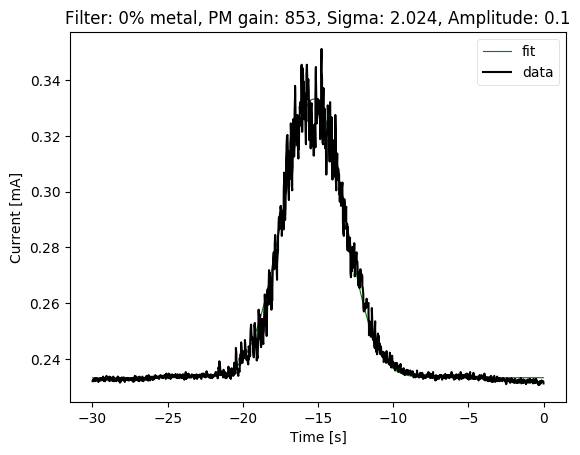 Filter: 0% metal, PM gain: 853, Sigma: 2.024, Amplitude: 0.1
fit
data
0.34
0.32
0.30
0.28
0.26
0.24
Current [mA]
−30 −25 −20 −15 −10 −5 0
Time [s]